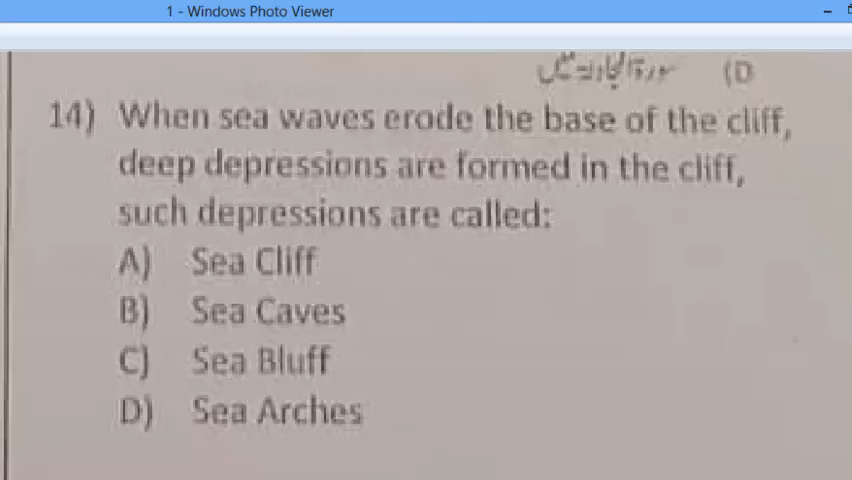 1 - Windows Photo Viewer
(D
14) When sea waves erode the base of the cliff,
deep depressions are formed in the cliff,
such depressions are called:
A) Sea Cliff
B) Sea Caves
C) Sea Bluff
D) Sea Arches